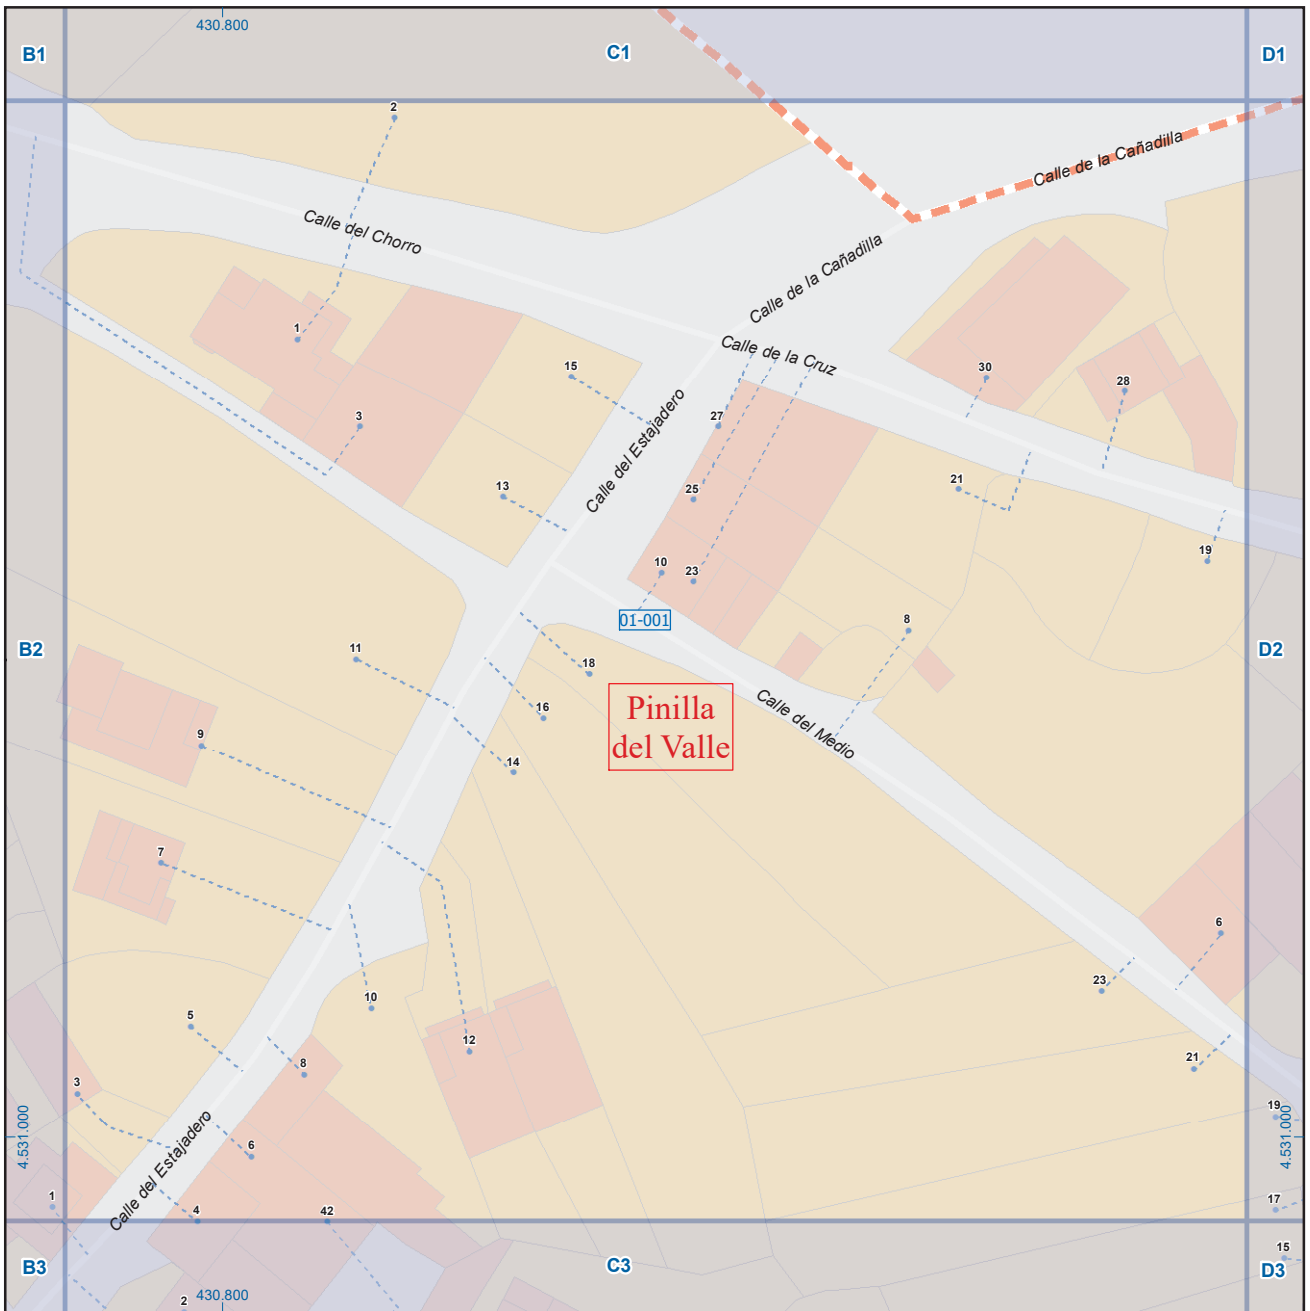 430.800
B1
C1
D1
2
Calle de la Cañadilla
Calle del Chorro
Calle de la Cañadilla
1
Calle de la Cruz
15
30
28
3
27
Calle del Estajadero
13
25
21
19
10
23
01-001
8
B2
11
18
D2
16
Pinilla
del Valle
Calle del Medio
9
14
7
6
23
10
5
12
8
21
3
19
4.531.000
4.531.000
Calle del Estajadero
6
1
4
42
17
15
B3
C3
D3
430.800
2